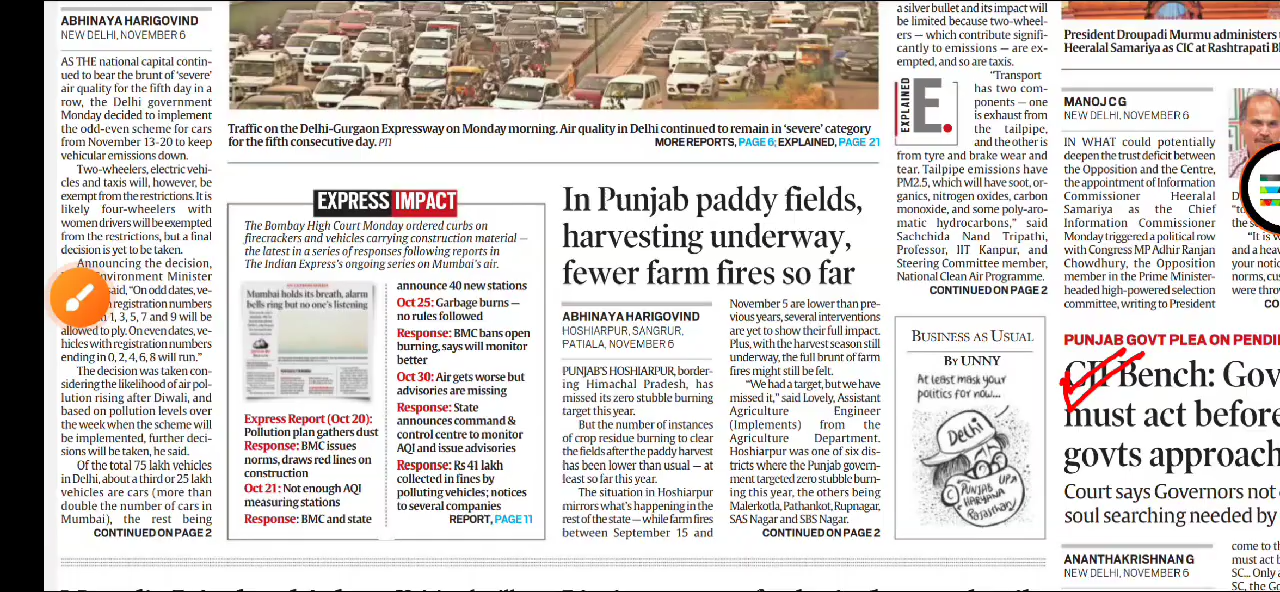 ABHINAYA HARIGOVIND
NEW DELHI, NOVEMBER 6
AS THE national capital contin-
ued to bear the brunt of 'severe'
air quality for the fifth day in a
row, the Delhi government
Monday decided to implement
the odd-even scheme for cars
from November 13-20 to keep
vehicular emissions down.
Two-wheelers, electric vehi-
cles and taxis will, however, be
exempt from the restrictions. It is
likely four-wheelers with
women drivers will be exempted
from the restrictions, but a final
decision is yet to be taken.
Announcing the decision,
Environment Minister
said, "On odd dates, ve-
registration numbers
1, 3, 5, 7 and 9 will be
allowed to ply. On even dates, ve-
hicles with registration numbers
ending in 0, 2, 4, 6, 8 will run."
The decision was taken con-
sidering the likelihood of air pol-
lution rising after Diwali, and
based on pollution levels over
the week when the scheme will
be implemented, further deci-
sions will be taken, he said.
Of the total 75 lakh vehicles
in Delhi, about a third or 25 lakh
vehicles are cars (more than
double the number of cars in
Mumbai), the rest being
CONTINUED ON PAGE 2
Traffic on the Delhi-Gurgaon Expressway on Monday morning. Air quality in Delhi continued to remain in 'severe' category
for the fifth consecutive day. PTI
MORE REPORTS, PAGE 6; EXPLAINED, PAGE 21
EXPRESS IMPACT
The Bombay High Court Monday ordered curbs on
firecrackers and vehicles carrying construction material —
the latest in a series of responses following reports in
The Indian Express's ongoing series on Mumbai's air.
Mumbai holds its breath, alarm
bells ring but no one's listening
Express Report (Oct 20):
Pollution plan gathers dust
Response: BMC issues
norms, draws red lines on
construction
Oct 21: Not enough AQI
measuring stations
Response: BMC and state
announce 40 new stations
Oct 25: Garbage burns —
no rules followed
Response: BMC bans open
burning, says will monitor
better
Oct 30: Air gets worse but
advisories are missing
Response: State
announces command &
control centre to monitor
AQI and issue advisories
Response: Rs 41 lakh
collected in fines by
polluting vehicles; notices
to several companies
REPORT, PAGE 11
In Punjab paddy fields,
harvesting underway,
fewer farm fires so far
ABHINAYA HARIGOVIND
HOSHIARPUR, SANGRUR,
PATIALA, NOVEMBER 6
PUNJAB'S HOSHIARPUR, border-
ing Himachal Pradesh, has
missed its zero stubble burning
target this year.
But the number of instances
of crop residue burning to clear
the fields after the paddy harvest
has been lower than usual — at
least so far this year.
The situation in Hoshiarpur
mirrors what's happening in the
rest of the state — while farm fires
between September 15 and
November 5 are lower than pre-
vious years, several interventions
are yet to show their full impact.
Plus, with the harvest season still
underway, the full brunt of farm
fires might still be felt.
"We had a target, but we have
missed it," said Lovely, Assistant
Agriculture Engineer
(Implements) from the
Agriculture Department.
Hoshiarpur was one of six dis-
tricts where the Punjab govern-
ment targeted zero stubble burn-
ing this year, the others being
Malerkotla, Pathankot, Rupnagar,
SAS Nagar and SBS Nagar.
CONTINUED ON PAGE 2
a silver bullet and its impact will
be limited because two-wheel-
ers — which contribute signifi-
cantly to emissions — are ex-
empted, and so are taxis.
EXPLAINED
E.
"Transport
has two com-
ponents — one
is exhaust from
the tailpipe,
and the other is
from tyre and brake wear and
tear. Tailpipe emissions have
PM2.5, which will have soot, or-
ganics, nitrogen oxides, carbon
monoxide, and some poly-aro-
matic hydrocarbons," said
Sachchida Nand Tripathi,
Professor, IIT Kanpur, and
Steering Committee member,
National Clean Air Programme.
CONTINUED ON PAGE 2
BUSINESS AS USUAL
BY UNNY
At least mask your
politics for now...
Delhi
PUNJAB UP
HARYANA
Rajasthan
President Droupadi Murmu administers
Heeralal Samariya as CIC at Rashtrapati
MANOJ C G
NEW DELHI, NOVEMBER 6
IN WHAT could potentially
deepen the trust deficit between
the Opposition and the Centre,
the appointment of Information
Commissioner Heeralal
Samariya as the Chief
Information Commissioner
Monday triggered a political row
with Congress MP Adhir Ranjan
Chowdhury, the Opposition
member in the Prime Minister-
headed high-powered selection
committee, writing to President
"It is
and a
your
norms,
were
PUNJAB GOVT PLEA ON
CJI Bench:
must act before
govts approach
Court says Governors not
soul searching needed by
ANANTHAKRISHNAN G
NEW DELHI, NOVEMBER 6
come to
must act
SC... Only
SC, the